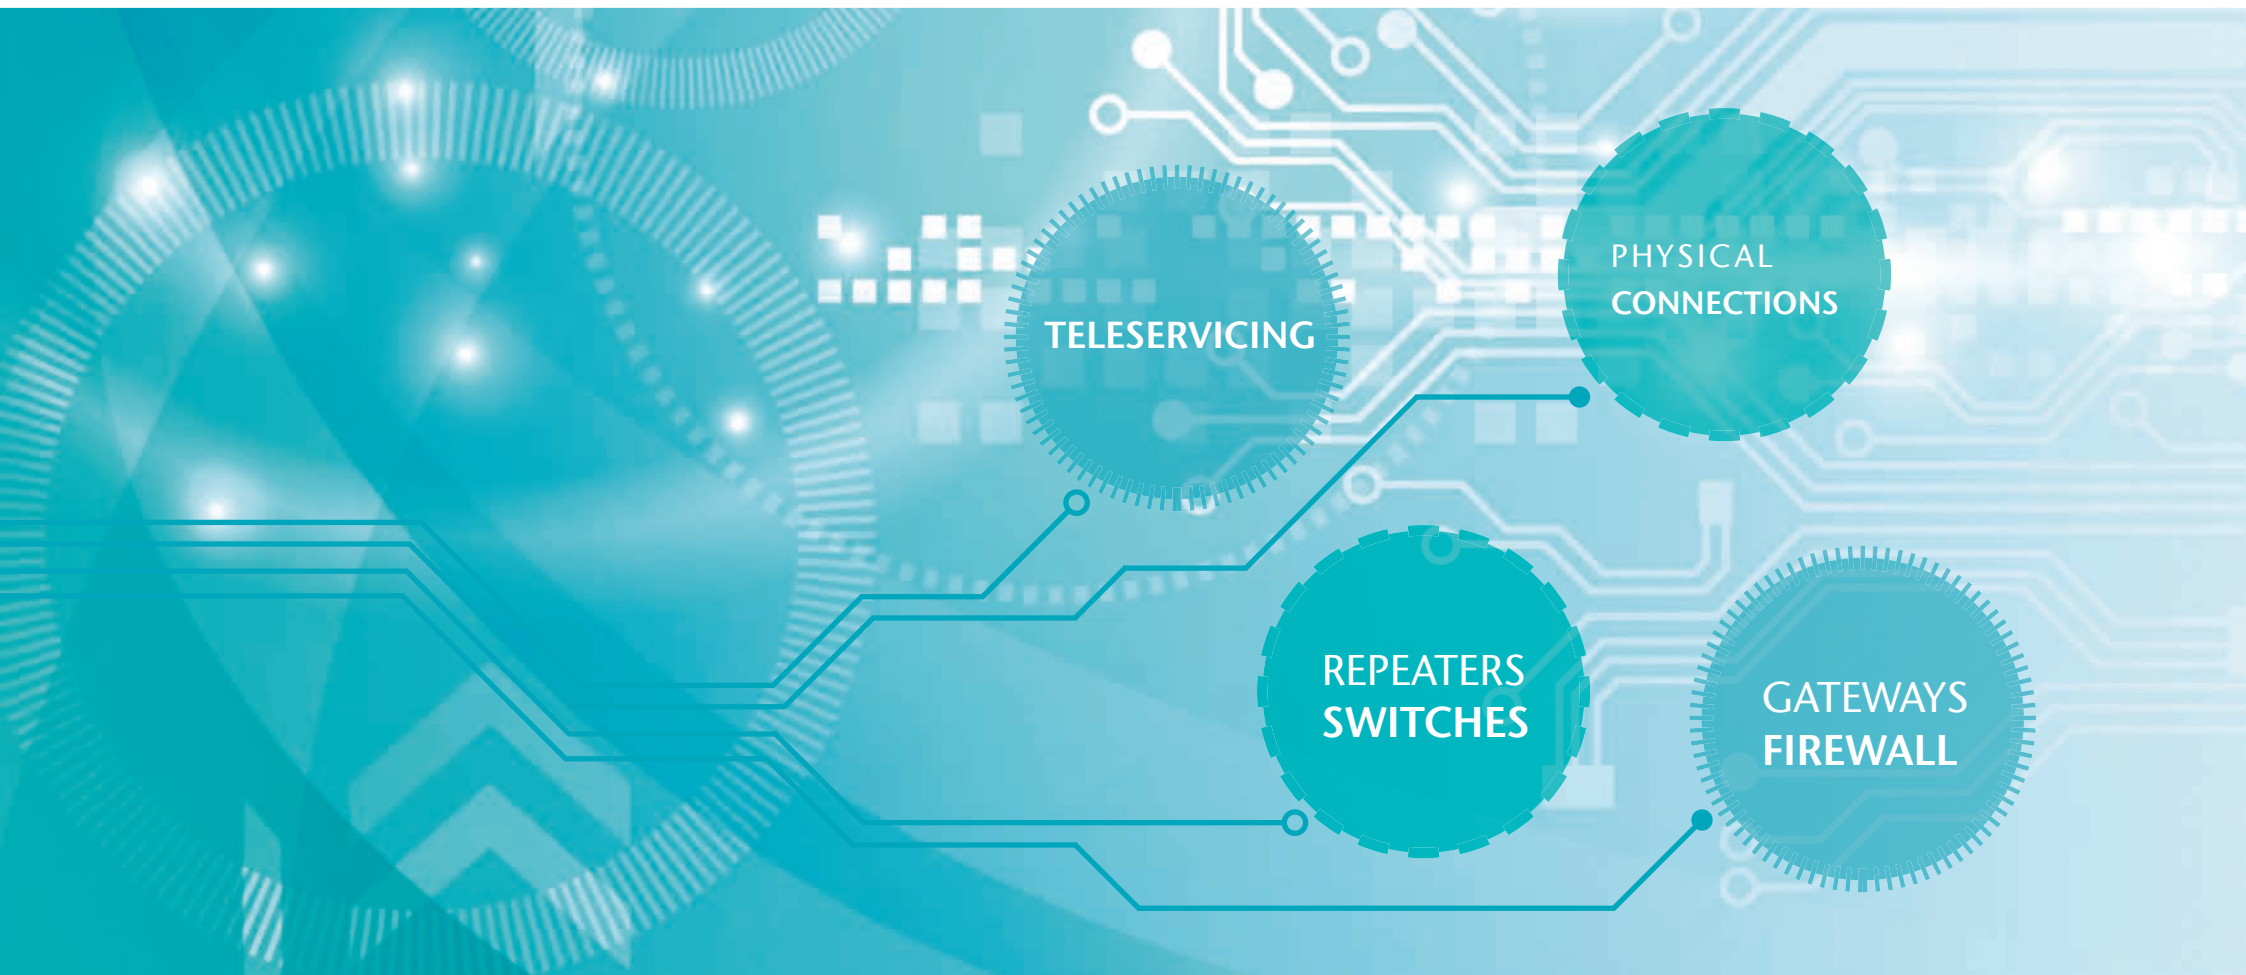 TELESERVICING
PHYSICAL
CONNECTIONS
REPEATERS
SWITCHES
GATEWAYS
FIREWALL